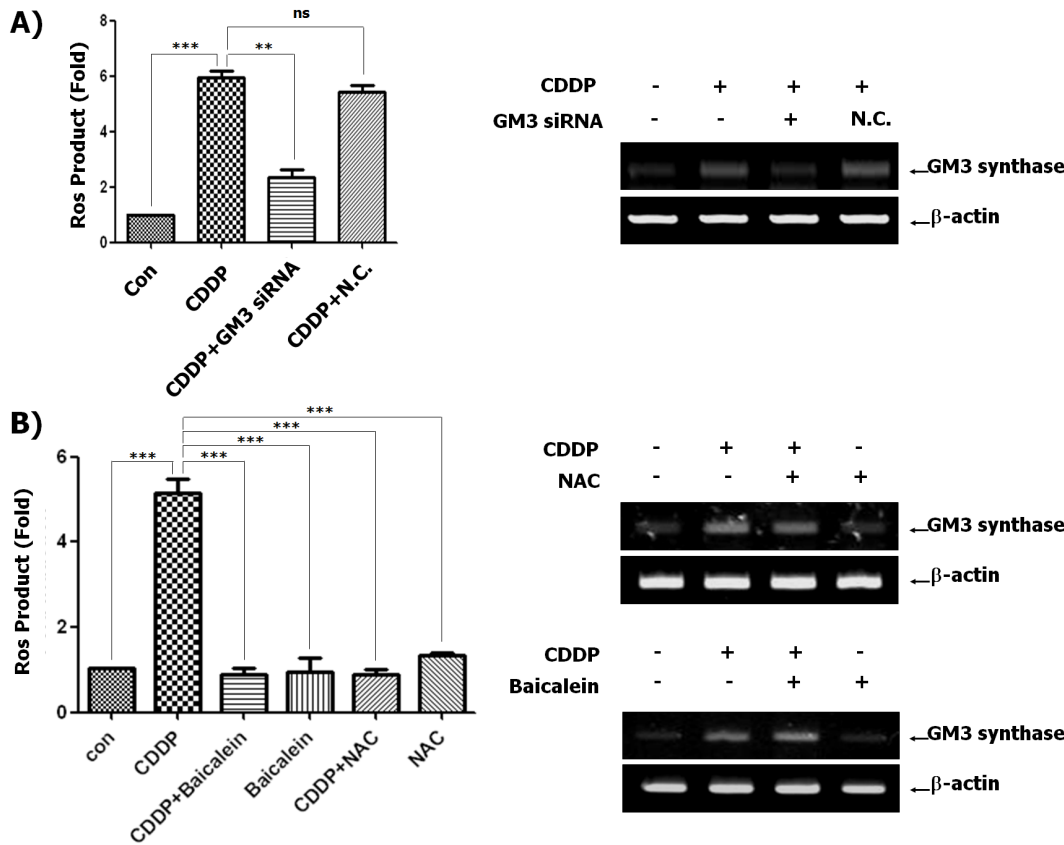 A)
Ros Product (Fold)
8
6
4
2
0
*** ** ns
Con
CDDP
CDDP+GM3 siRNA
CDDP+N.C.
CDDP - + + +
GM3 siRNA - - + N.C.
GM3 synthase
β-actin
B)
Ros Product (Fold)
6
4
2
0
***
***
***
*** ***
con
CDDP
CDDP+Baicalein
Baicalein
CDDP+NAC
NAC
CDDP - + + -
NAC - - + +
GM3 synthase
β-actin
CDDP - + + -
Baicalein - - + +
GM3 synthase
β-actin